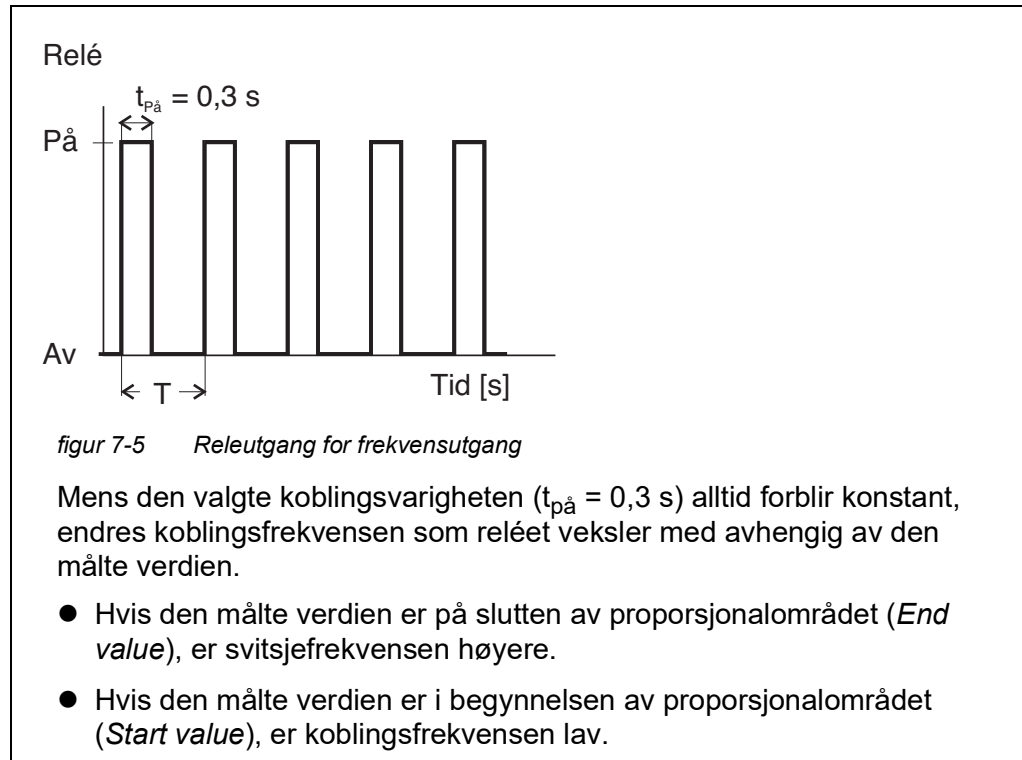 Relé
tPå = 0,3 s
På
Av
T
Tid [s]
figur 7-5 Releutgang for frekvensutgang
Mens den valgte koblingsvarigheten (tpå = 0,3 s) alltid forblir konstant,
endres koblingsfrekvensen som reléet veksler med avhengig av den
målte verdien.
● Hvis den målte verdien er på slutten av proporsjonalområdet (End
value), er svitsjefrekvensen høyere.
● Hvis den målte verdien er i begynnelsen av proporsjonalområdet
(Start value), er koblingsfrekvensen lav.